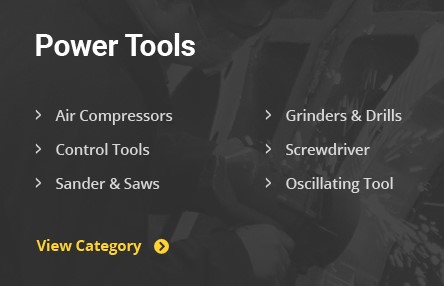 Power Tools
Air Compressors
Control Tools
Sander & Saws
Grinders & Drills
Screwdriver
Oscillating Tool
View Category